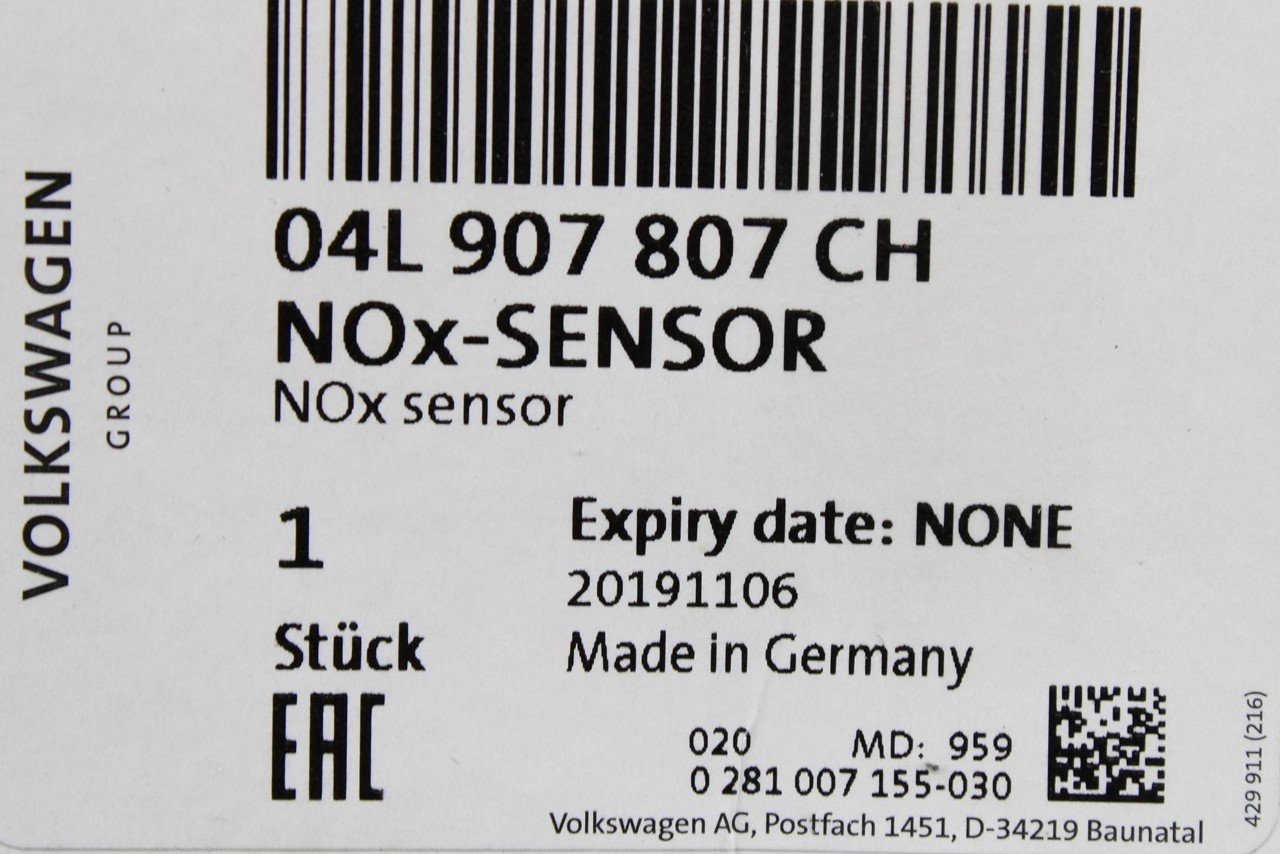 VOLKSWAGEN
GROUP
04L 907 807 CH
NOx-SENSOR
NOx sensor
1
Stück
Expiry date: NONE
20191106
Made in Germany
EAC
020 MD: 959
0 281 007 155-030
Volkswagen AG, Postfach 1451, D-34219 Baunatal
429 911 (216)